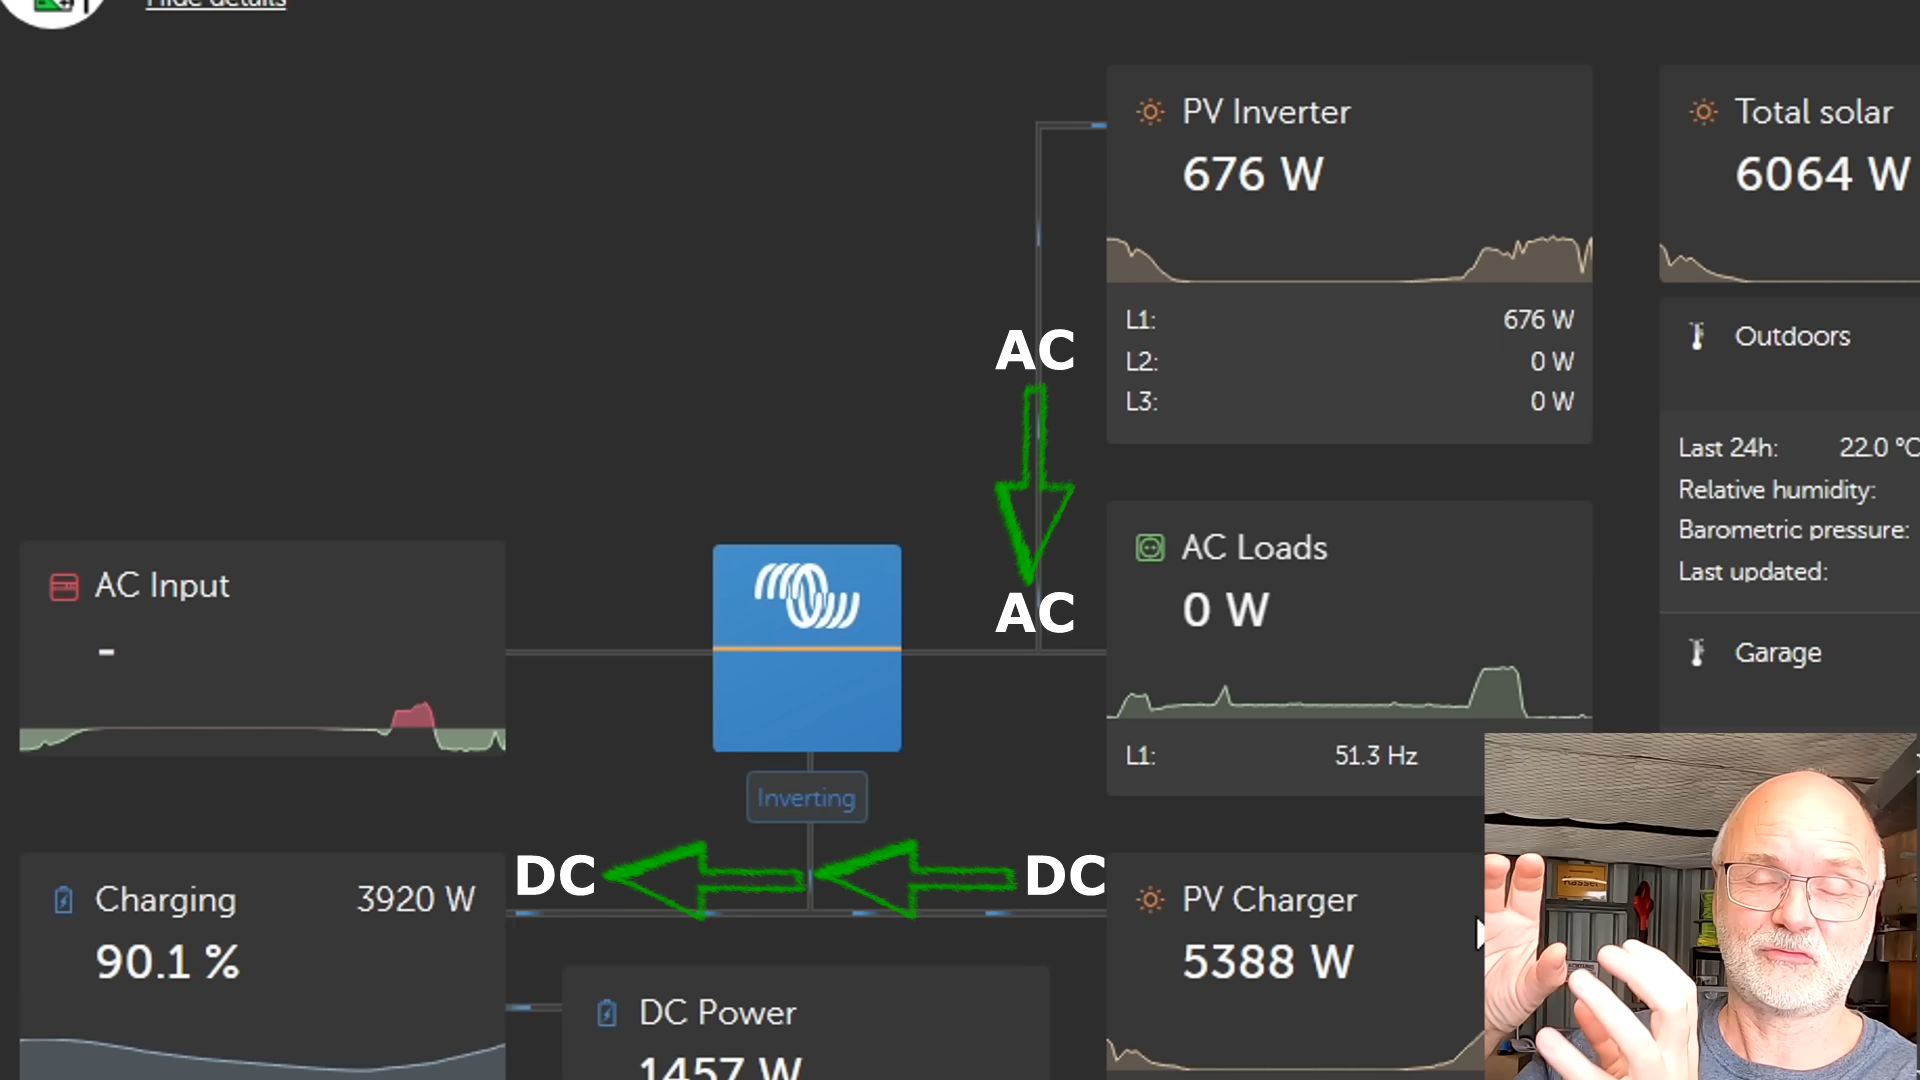 Hide details
PV Inverter
676 W
L1: 676 W
L2: 0 W
L3: 0 W
Total solar
6064 W
Outdoors
Last 24h: 22.0 °C
Relative humidity:
Barometric pressure:
Last updated:
Garage
AC
AC
AC Input
-
AC Loads
0 W
L1: 51.3 Hz
Inverting
DC
DC
Charging 3920 W
90.1 %
PV Charger
5388 W
DC Power
1457 W